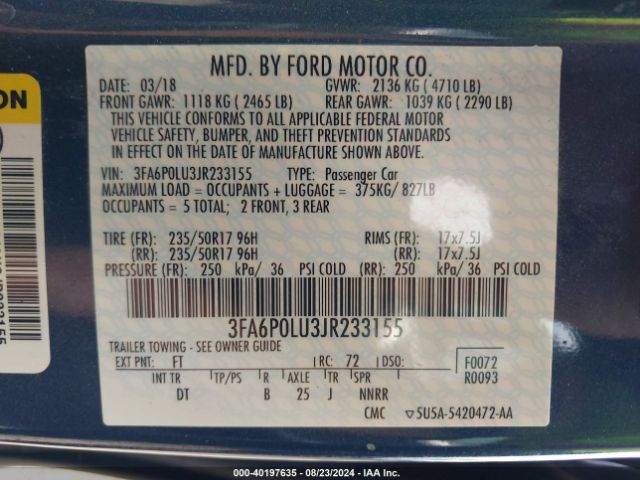 MFD. BY FORD MOTOR CO.
DATE: 03/18 GVWR: 2136 KG ( 4710 LB)
FRONT GAWR: 1118 KG ( 2465 LB) REAR GAWR: 1039 KG ( 2290 LB)
THIS VEHICLE CONFORMS TO ALL APPLICABLE FEDERAL MOTOR
VEHICLE SAFETY, BUMPER, AND THEFT PREVENTION STANDARDS
IN EFFECT ON THE DATE OF MANUFACTURE SHOWN ABOVE.
VIN: 3FA6P0LU3JR233155 TYPE: Passenger Car
MAXIMUM LOAD = OCCUPANTS + LUGGAGE = 375KG/ 827LB
OCCUPANTS = 5 TOTAL; 2 FRONT, 3 REAR
TIRE (FR): 235/50R17 96H RIMS (FR): 17x7.5J
(RR): 235/50R17 96H (RR): 17x7.5J
PRESSURE (FR): 250 kPa/ 36 PSI COLD (RR): 250 kPa/ 36 PSI COLD
3FA6P0LU3JR233155
TRAILER TOWING - SEE OWNER GUIDE
EXT PNT: FT RC: 72 DSO: F0072
INT TR TP/PS R AXLE TR SPR R0093
DT B 25 J NNRR
CMC ▽5U5A-5420472-AA
ON
000-40197635 - 08/23/2024 - IAA Inc.